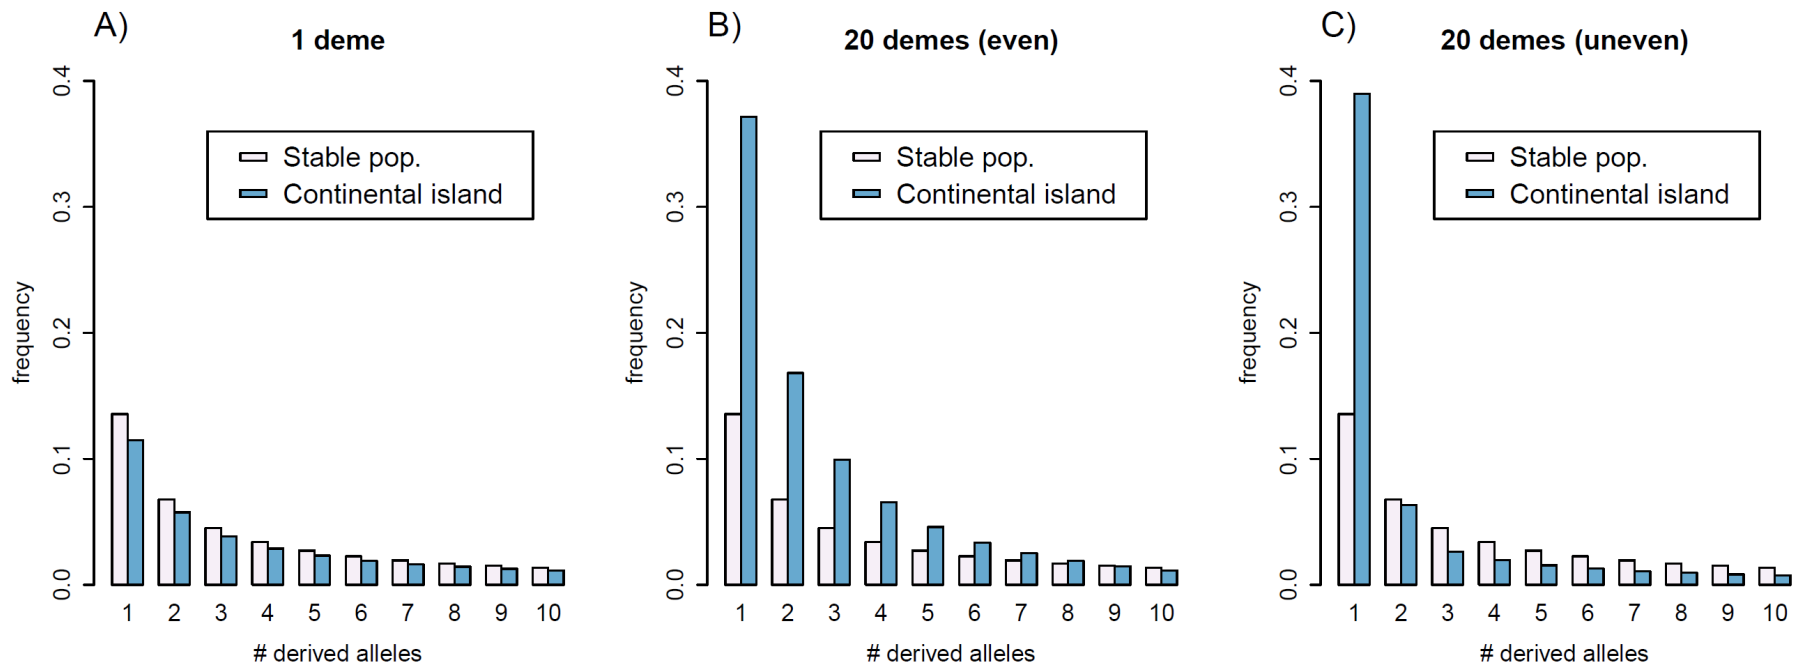 A)
1 deme
0.4
0.3
0.2
0.1
0.0
frequency
Stable pop.
Continental island
1 2 3 4 5 6 7 8 9 10
# derived alleles
B)
20 demes (even)
0.4
0.3
0.2
0.1
0.0
frequency
Stable pop.
Continental island
1 2 3 4 5 6 7 8 9 10
# derived alleles
C)
20 demes (uneven)
0.4
0.3
0.2
0.1
0.0
frequency
Stable pop.
Continental island
1 2 3 4 5 6 7 8 9 10
# derived alleles